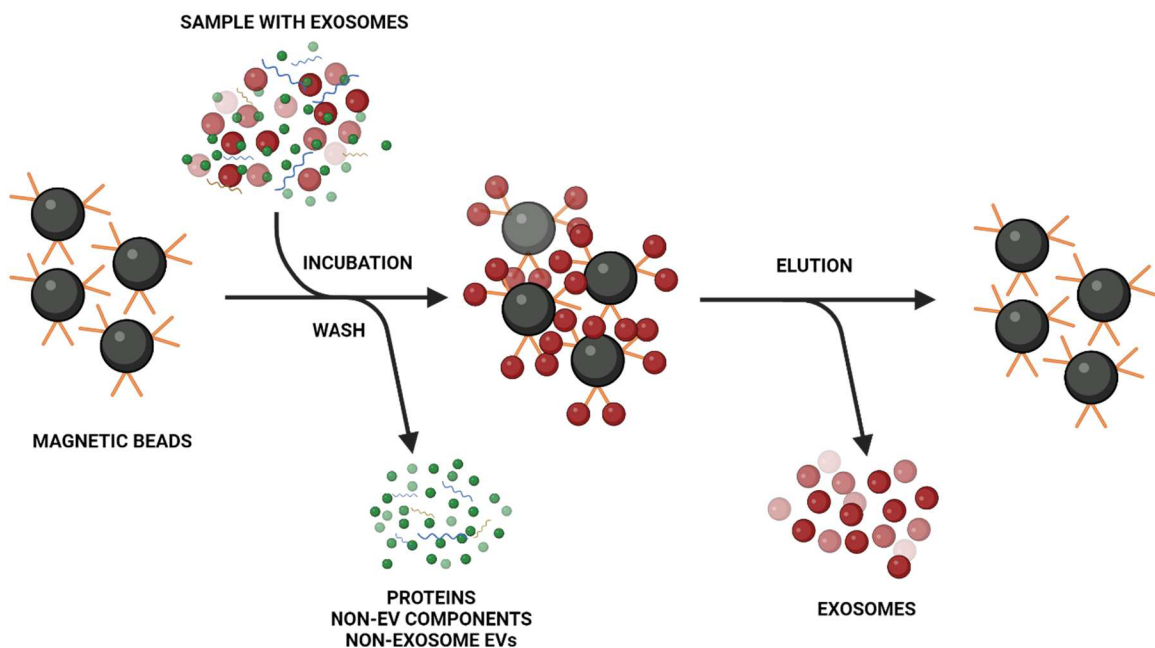 SAMPLE WITH EXOSOMES
INCUBATION
WASH
ELUTION
MAGNETIC BEADS
PROTEINS
NON-EV COMPONENTS
NON-EXOSOME EVs
EXOSOMES